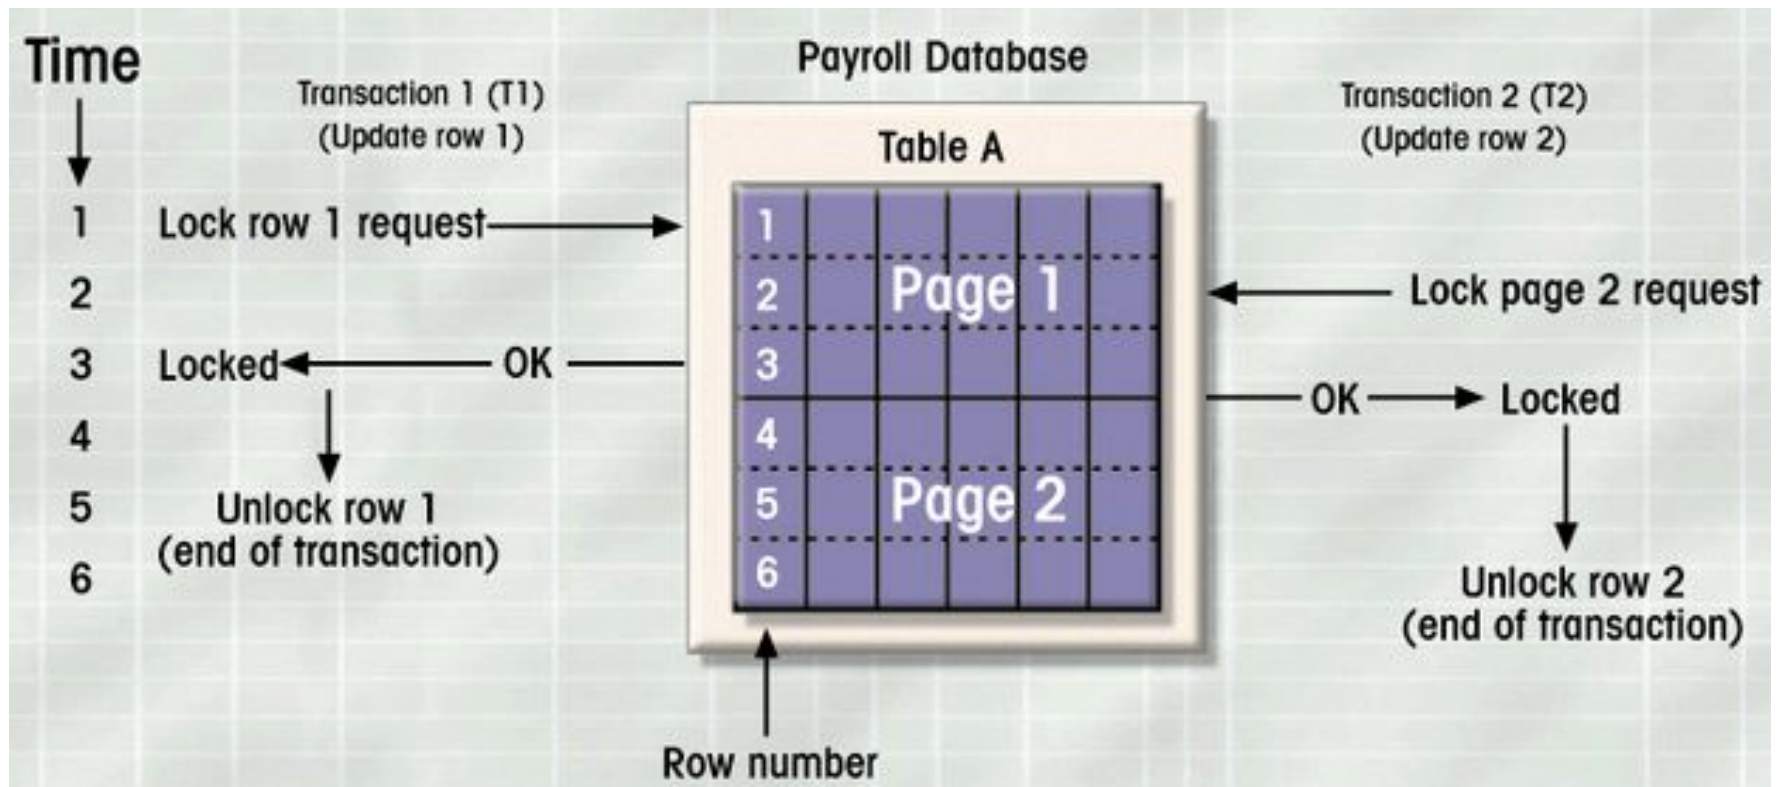 Time
Payroll Database
Transaction 1 (T1)
(Update row 1)
Transaction 2 (T2)
(Update row 2)
Table A
1
Lock row 1 request
1
2
2
Page 1
Lock page 2 request
3
Locked
OK
3
OK
Locked
4
4
5
Unlock row 1
(end of transaction)
5
Page 2
6
6
Unlock row 2
(end of transaction)
Row number